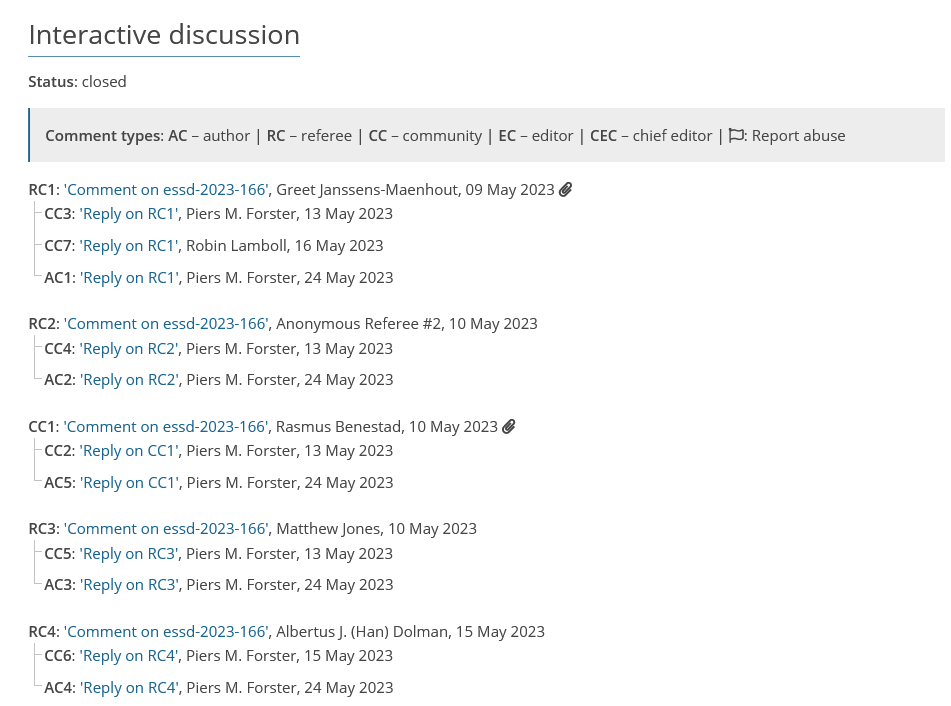 Interactive discussion
Status: closed
Comment types: AC – author | RC – referee | CC – community | EC – editor | CEC – chief editor | : Report abuse
RC1: 'Comment on essd-2023-166', Greet Janssens-Maenhout, 09 May 2023
CC3: 'Reply on RC1', Piers M. Forster, 13 May 2023
CC7: 'Reply on RC1', Robin Lamboll, 16 May 2023
AC1: 'Reply on RC1', Piers M. Forster, 24 May 2023
RC2: 'Comment on essd-2023-166', Anonymous Referee #2, 10 May 2023
CC4: 'Reply on RC2', Piers M. Forster, 13 May 2023
AC2: 'Reply on RC2', Piers M. Forster, 24 May 2023
CC1: 'Comment on essd-2023-166', Rasmus Benestad, 10 May 2023
CC2: 'Reply on CC1', Piers M. Forster, 13 May 2023
AC5: 'Reply on CC1', Piers M. Forster, 24 May 2023
RC3: 'Comment on essd-2023-166', Matthew Jones, 10 May 2023
CC5: 'Reply on RC3', Piers M. Forster, 13 May 2023
AC3: 'Reply on RC3', Piers M. Forster, 24 May 2023
RC4: 'Comment on essd-2023-166', Albertus J. (Han) Dolman, 15 May 2023
CC6: 'Reply on RC4', Piers M. Forster, 15 May 2023
AC4: 'Reply on RC4', Piers M. Forster, 24 May 2023